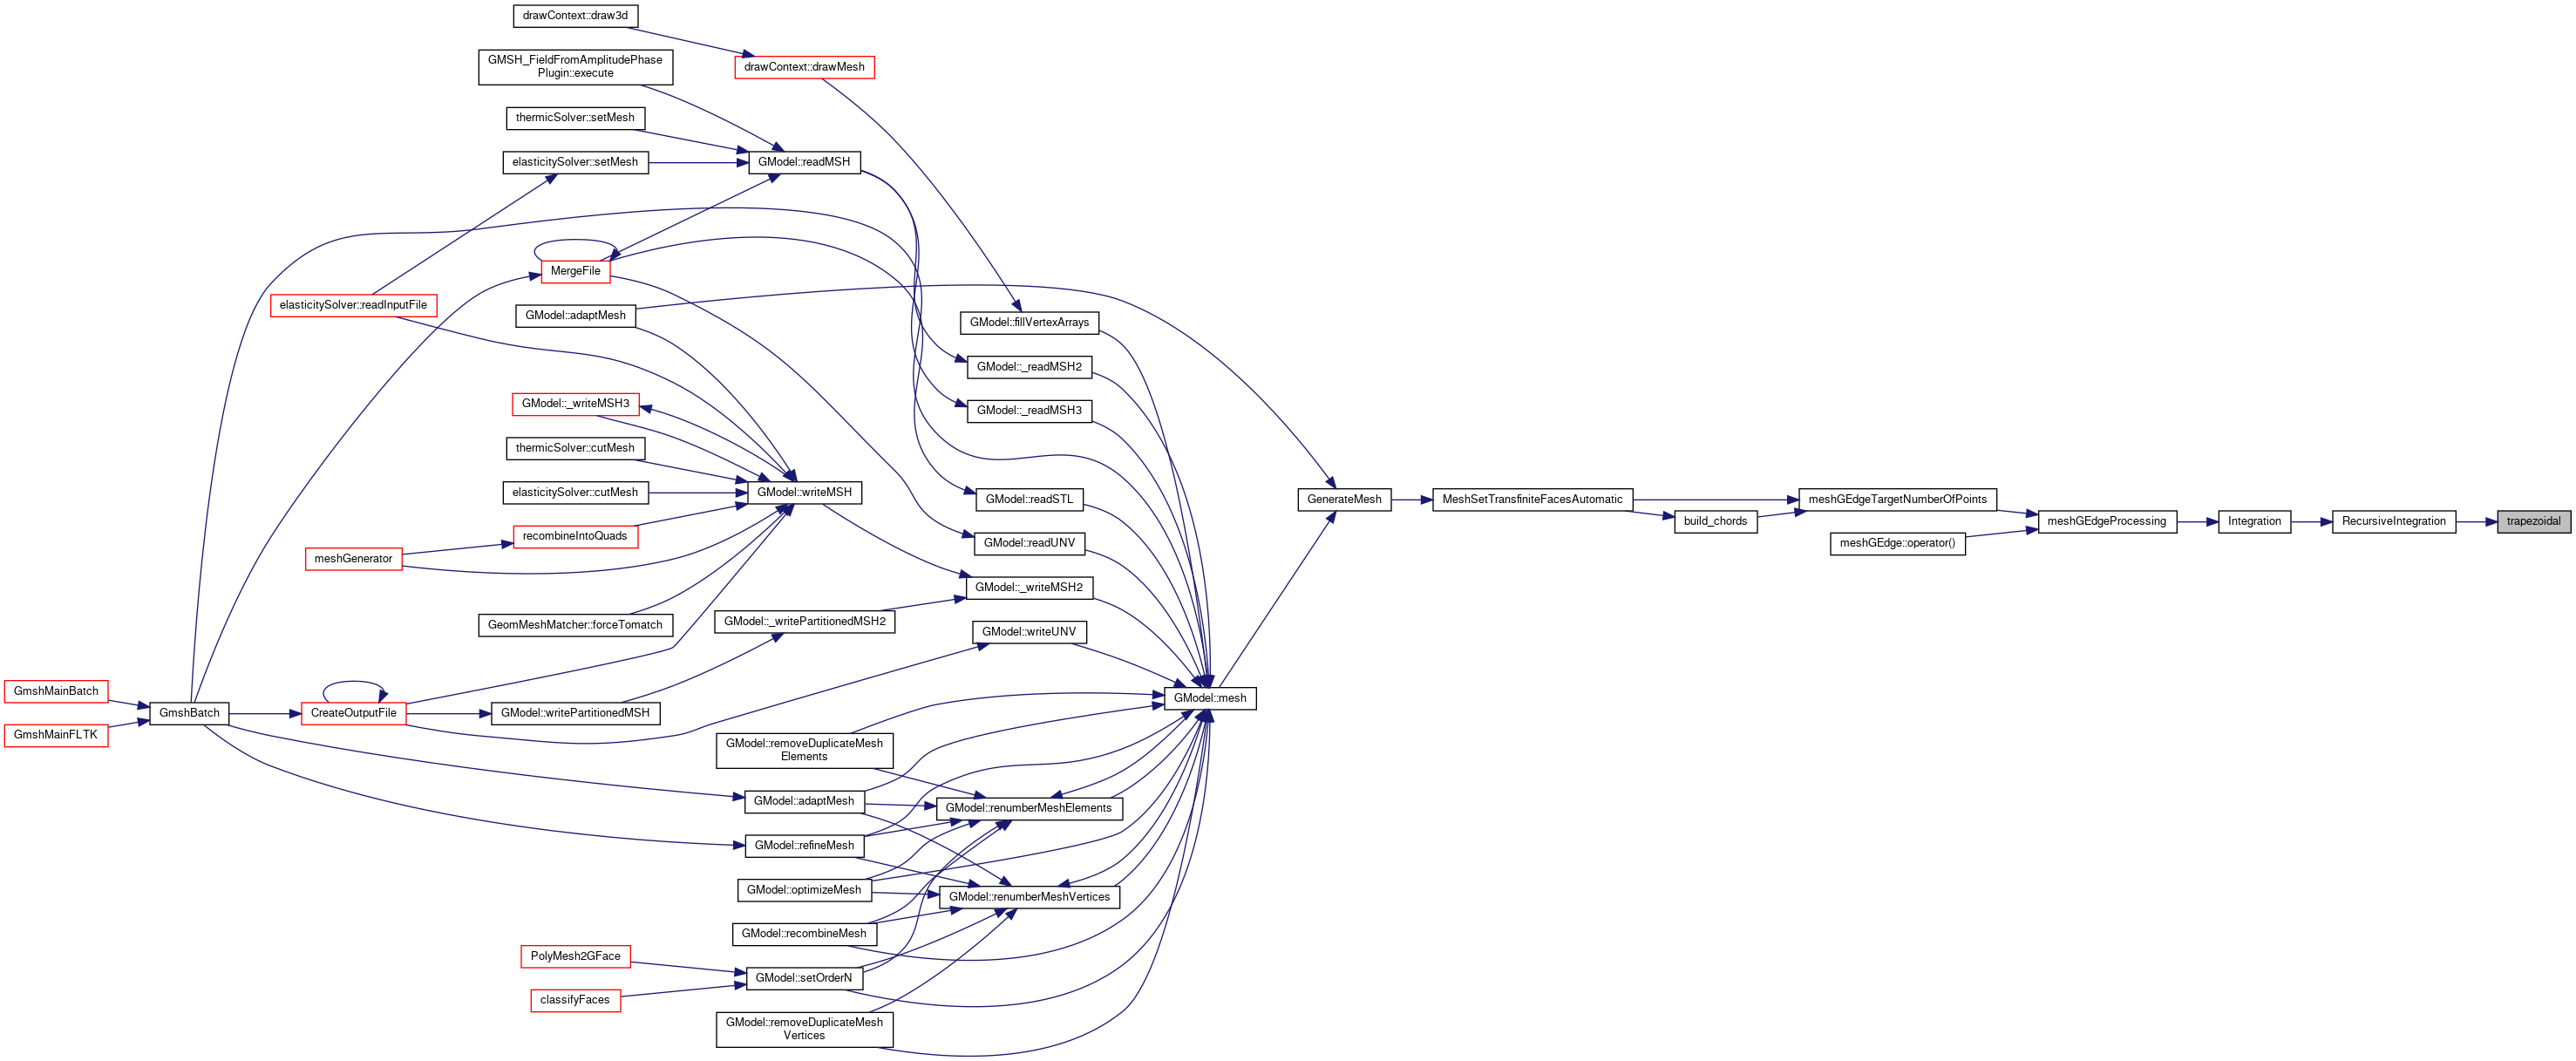 drawContext::draw3d
GMSH_FieldFromAmplitudePhase
Plugin::execute
drawContext::drawMesh
thermicSolver::setMesh
elasticitySolver::setMesh
GModel::readMSH
MergeFile
elasticitySolver::readInputFile
GModel::adaptMesh
GModel::fillVertexArrays
GModel::_readMSH2
GModel::_writeMSH3
GModel::_readMSH3
thermicSolver::cutMesh
elasticitySolver::cutMesh
GModel::writeMSH
GModel::readSTL
GenerateMesh
MeshSetTransfiniteFacesAutomatic
meshGEdgeTargetNumberOfPoints
build_chords
meshGEdgeProcessing
Integration
RecursiveIntegration
trapezoidal
recombineIntoQuads
GModel::readUNV
meshGEdge::operator()
meshGenerator
GModel::_writeMSH2
GeomMeshMatcher::forceTomatch
GModel::_writePartitionedMSH2
GModel::writeUNV
GmshMainBatch
GModel::mesh
GmshBatch
CreateOutputFile
GModel::writePartitionedMSH
GmshMainFLTK
GModel::removeDuplicateMesh
Elements
GModel::adaptMesh
GModel::renumberMeshElements
GModel::refineMesh
GModel::optimizeMesh
GModel::renumberMeshVertices
GModel::recombineMesh
PolyMesh2GFace
GModel::setOrderN
classifyFaces
GModel::removeDuplicateMesh
Vertices